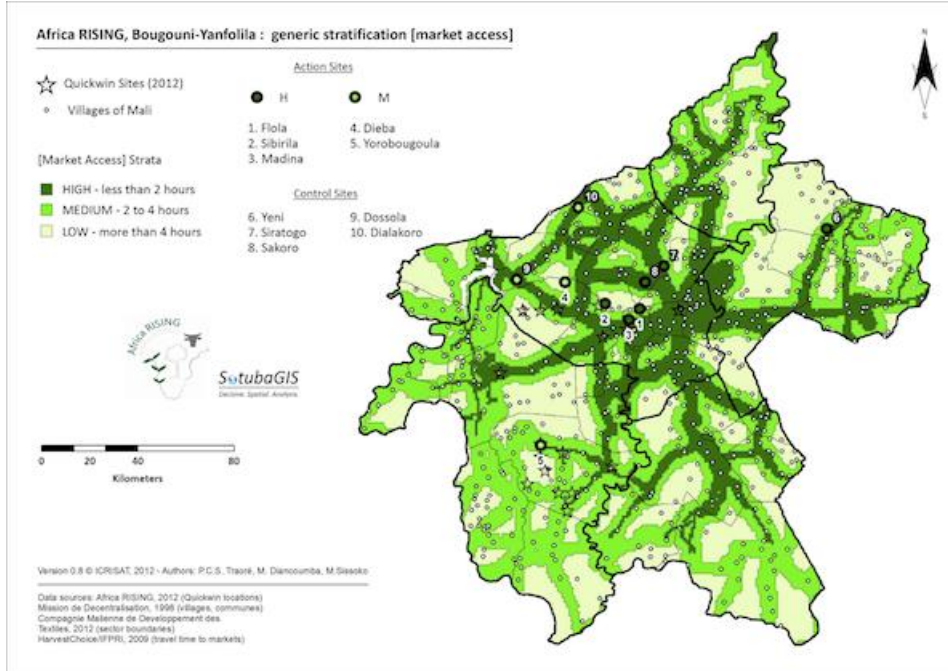 Africa RISING, Bougouni-Yanfolila : generic stratification [market access]
Quickwin Sites (2012)
Villages of Mali
[Market Access] Strata
HIGH - less than 2 hours
MEDIUM - 2 to 4 hours
LOW - more than 4 hours
Action Sites
H M
1. Flola 4. Dieba
2. Sibirila 5. Yorobougoula
3. Madina
Control Sites
6. Yeni 9. Dossola
7. Siratogo 10. Dialakoro
8. Sakoro
N
S
10
6
7
8
9
4
2
1
3
5
Africa RISING
SotubaGIS
Decisive. Spatial. Analysis.
0 20 40 80
Kilometers
Version 0.8 © ICRISAT, 2012 - Authors: P.C.S. Traoré, M. Diancoumba, M.Sissoko
Data sources: Africa RISING, 2012 (Quickwin locations)
Mission de Decentralisation, 1998 (villages, communes)
Compagnie Malienne de Developpement des
Textiles, 2012 (sector boundaries)
HarvestChoice/IFPRI, 2009 (travel time to markets)